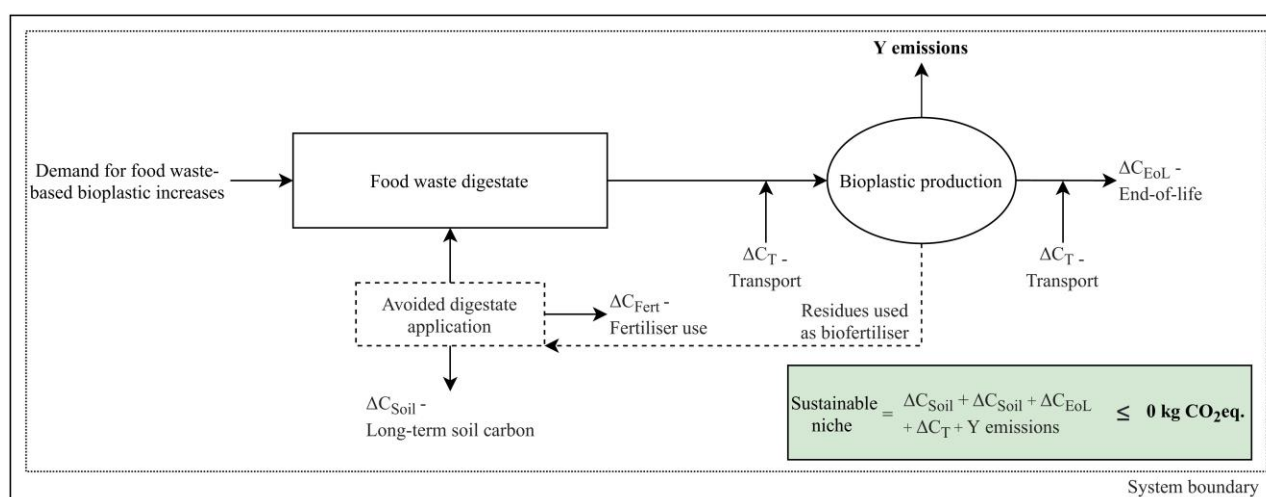 Y emissions
Demand for food waste-
based bioplastic increases
Food waste digestate
Bioplastic production
ΔC_EoL -
End-of-life
ΔC_T -
Transport
ΔC_T -
Transport
Avoided digestate
application
ΔC_Fert -
Fertiliser use
Residues used
as biofertiliser
ΔC_Soil -
Long-term soil carbon
Sustainable
niche
= ΔC_Soil + ΔC_Soil + ΔC_EoL
+ ΔC_T + Y emissions
≤ 0 kg CO₂eq.
System boundary